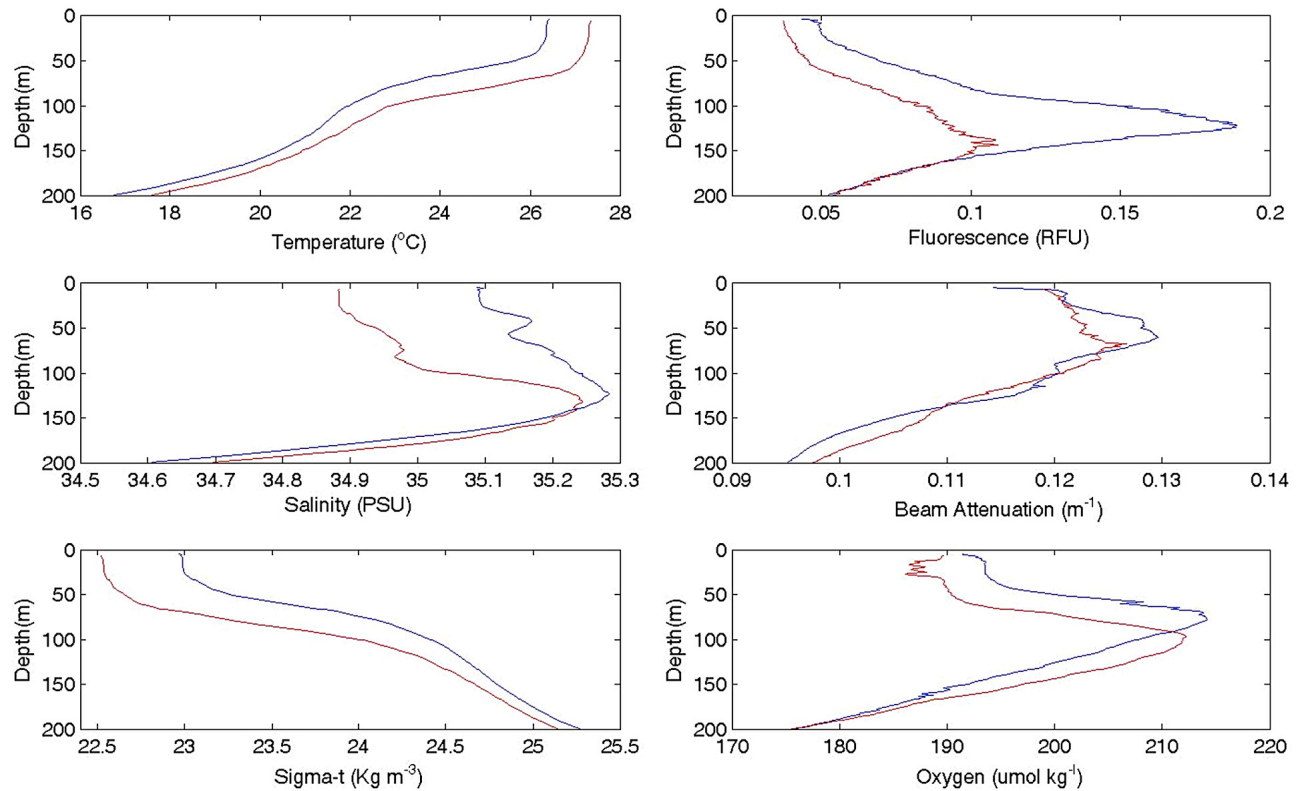 0
50
100
150
200
Depth(m)
16 18 20 22 24 26 28
Temperature (°C)
0
50
100
150
200
Depth(m)
0.05 0.1 0.15 0.2
Fluorescence (RFU)
0
50
100
150
200
Depth(m)
34.5 34.6 34.7 34.8 34.9 35 35.1 35.2 35.3
Salinity (PSU)
0
50
100
150
200
Depth(m)
0.09 0.1 0.11 0.12 0.13 0.14
Beam Attenuation (m⁻¹)
0
50
100
150
200
Depth(m)
22.5 23 23.5 24 24.5 25 25.5
Sigma-t (Kg m⁻³)
0
50
100
150
200
Depth(m)
170 180 190 200 210 220
Oxygen (umol kg⁻ˡ)